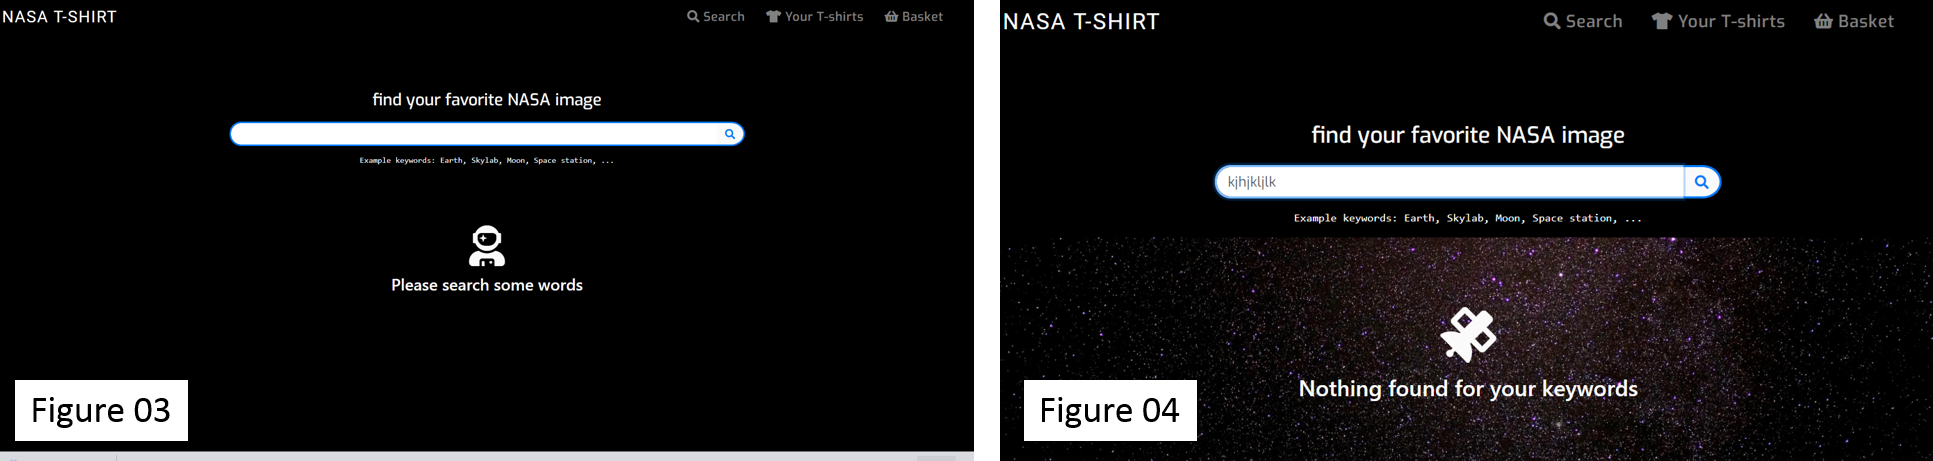 NASA T-SHIRT
Search Your T-shirts Basket
find your favorite NASA image
Example keywords: Earth, Skylab, Moon, Space station, ...
Please search some words
Figure 03
NASA T-SHIRT
Search Your T-shirts Basket
find your favorite NASA image
kjhjkljlk
Example keywords: Earth, Skylab, Moon, Space station, ...
Nothing found for your keywords
Figure 04